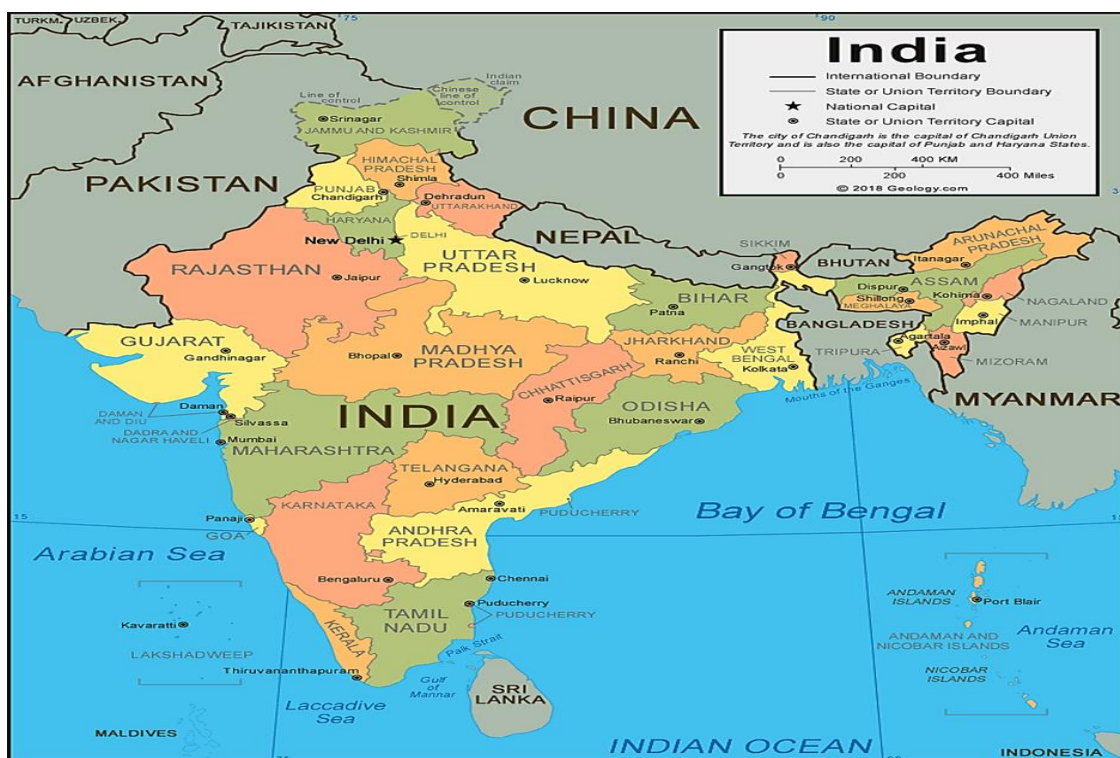 TURKM.
UZBEK.
TAJIKISTAN
75
90
AFGHANISTAN
Indian
claim
Chinese
line of
control
Line of
control
CHINA
Srinagar
JAMMU AND KASHMIR
India
International Boundary
State or Union Territory Boundary
National Capital
State or Union Territory Capital
The city of Chandigarh is the capital of Chandigarh Union
Territory and is also the capital of Punjab and Haryana States.
0 200 400 KM
0 200 400 Miles
© 2018 Geology.com
HIMACHAL
PRADESH
Shimla
PAKISTAN
PUNJAB
Chandigarh
Dehradun
UTTARAKHAND
HARYANA
New Delhi
DELHI
NEPAL
SIKKIM
Gangtok
BHUTAN
ARUNACHAL
PRADESH
Itanagar
RAJASTHAN
Jaipur
UTTAR
PRADESH
Lucknow
ASSAM
Dispur
BIHAR
Patna
Shillong
MEGHALAYA
Kohima
NAGALAND
Imphal
MANIPUR
BANGLADESH
GUJARAT
Gandhinagar
Bhopal
MADHYA
PRADESH
JHARKHAND
Ranchi
WEST
BENGAL
Kolkata
TRIPURA
Agartala
Aizawl
MIZORAM
CHHATTISGARH
Raipur
MYANMAR
Mouths of the Ganges
INDIA
ODISHA
Bhubaneswar
Daman
DAMAN
AND DIU
Silvassa
DADRA AND
NAGAR HAVELI
Mumbai
MAHARASHTRA
TELANGANA
Hyderabad
KARNATAKA
Amaravati
PUDUCHERRY
Bay of Bengal
15
Panaji
GOA
ANDHRA
PRADESH
Arabian Sea
Bengaluru
Chennai
Kavaratti
LAKSHADWEEP
TAMIL
NADU
Puducherry
PUDUCHERRY
KERALA
Palk Strait
Thiruvananthapuram
Gulf
of
Mannar
SRI
LANKA
Laccadive
Sea
MALDIVES
ANDAMAN
ISLANDS
Port Blair
ANDAMAN AND
NICOBAR ISLANDS
Andaman
Sea
NICOBAR
ISLANDS
INDIAN OCEAN
INDONESIA